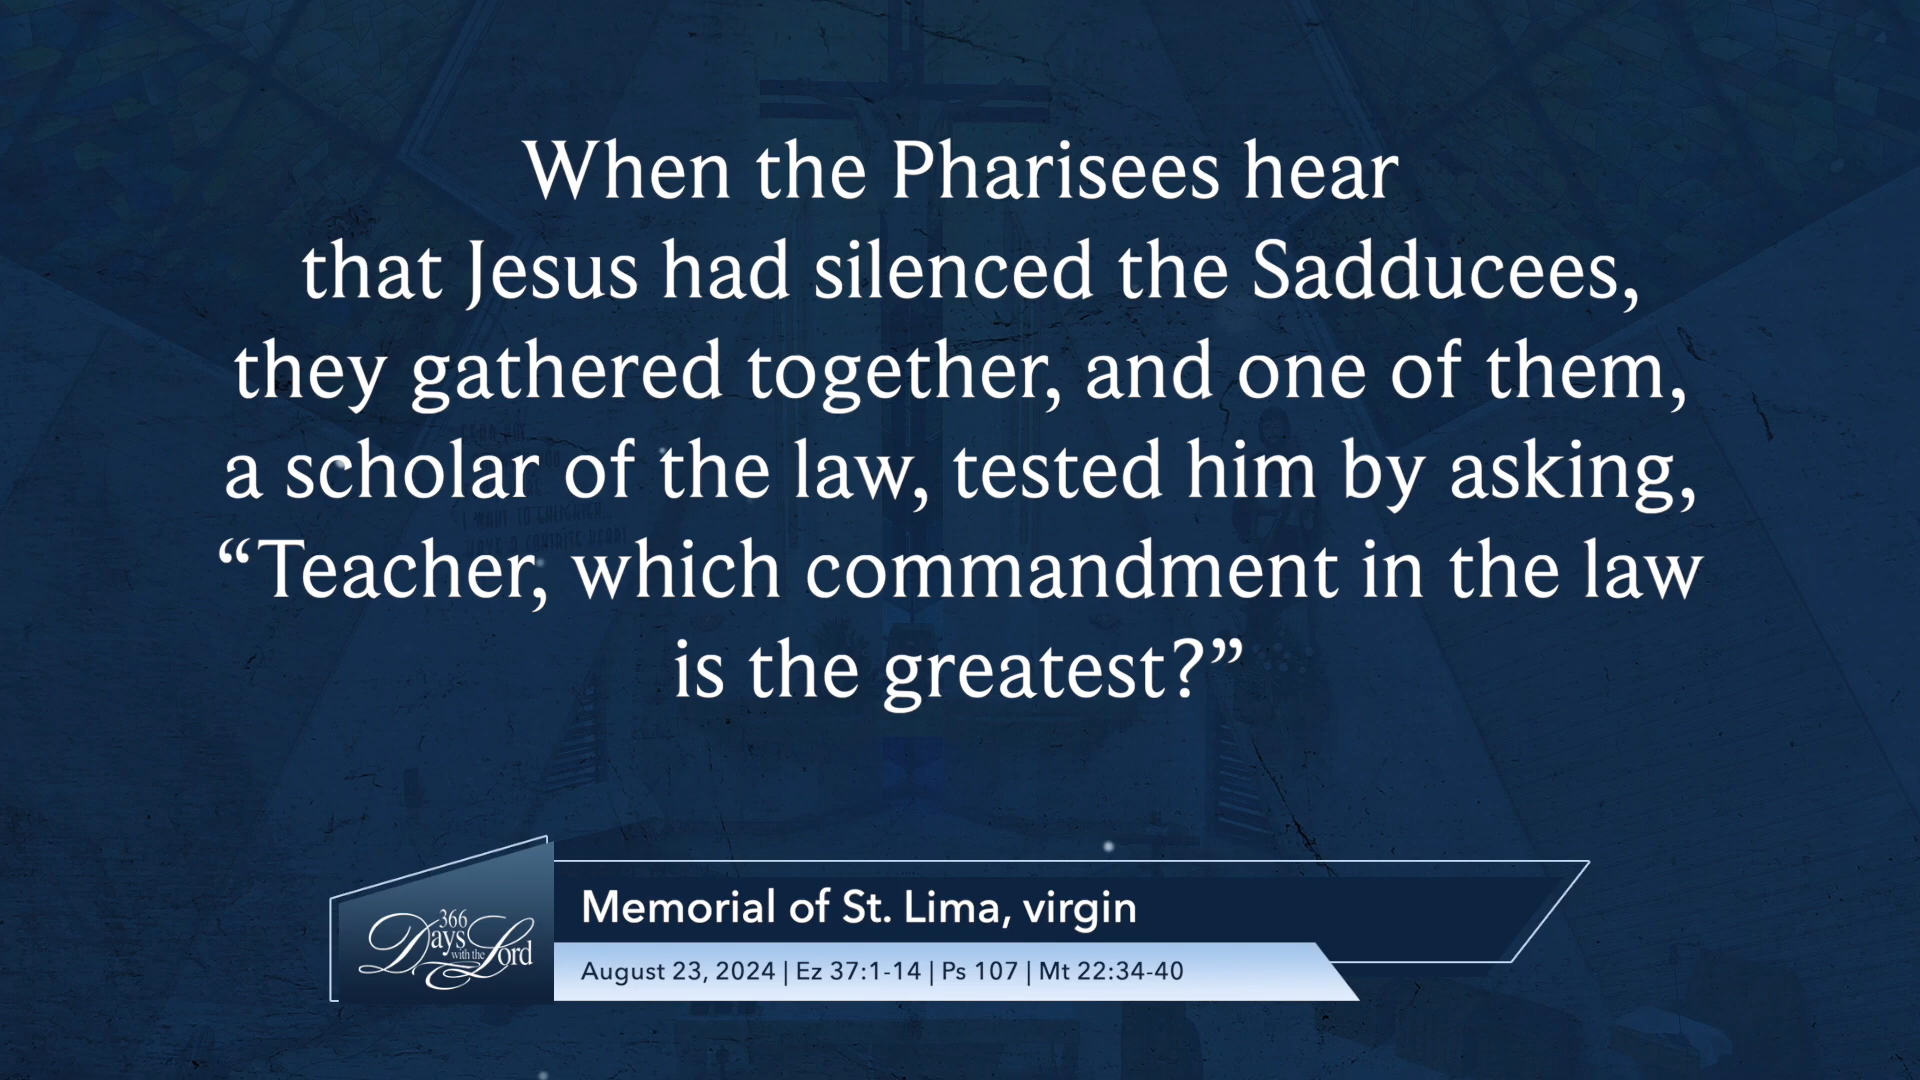 When the Pharisees hear
that Jesus had silenced the Sadducees,
they gathered together, and one of them,
a scholar of the law, tested him by asking,
“Teacher, which commandment in the law
is the greatest?”
366
Days
with the
Lord
Memorial of St. Lima, virgin
August 23, 2024 | Ez 37:1-14 | Ps 107 | Mt 22:34-40